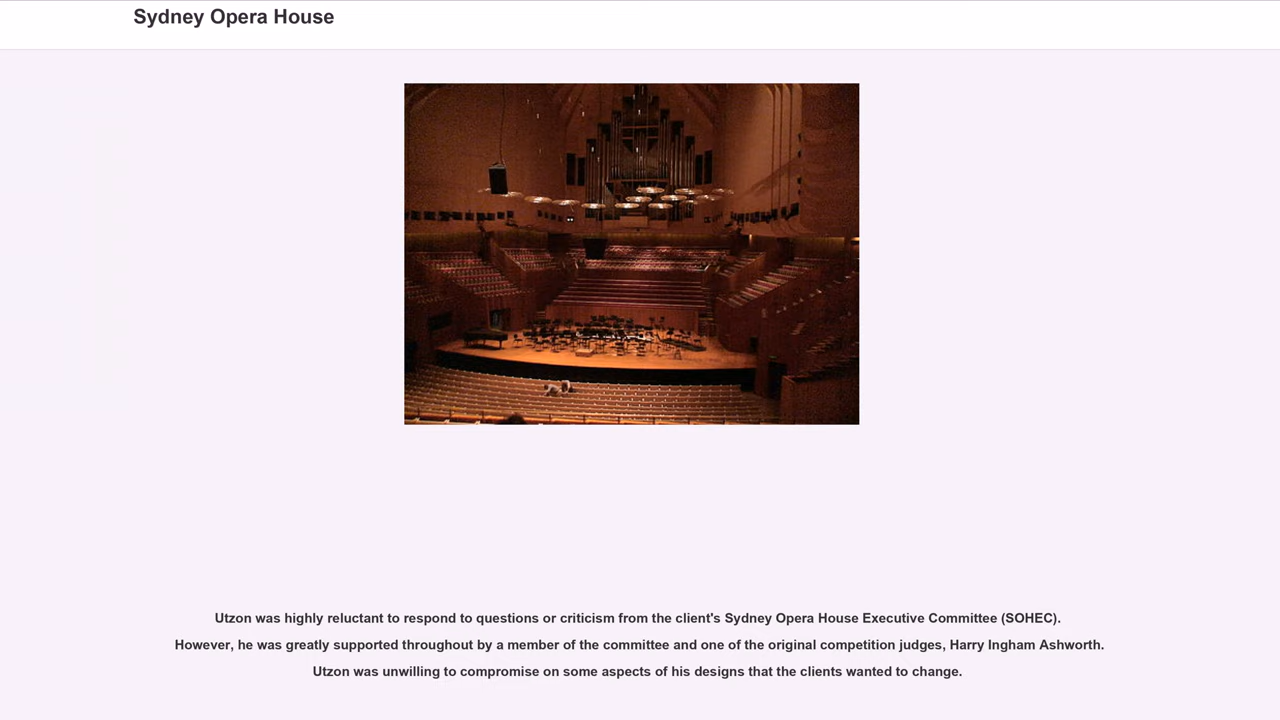 Sydney Opera House
Utzon was highly reluctant to respond to questions or criticism from the client's Sydney Opera House Executive Committee (SOHEC).
However, he was greatly supported throughout by a member of the committee and one of the original competition judges, Harry Ingham Ashworth.
Utzon was unwilling to compromise on some aspects of his designs that the clients wanted to change.